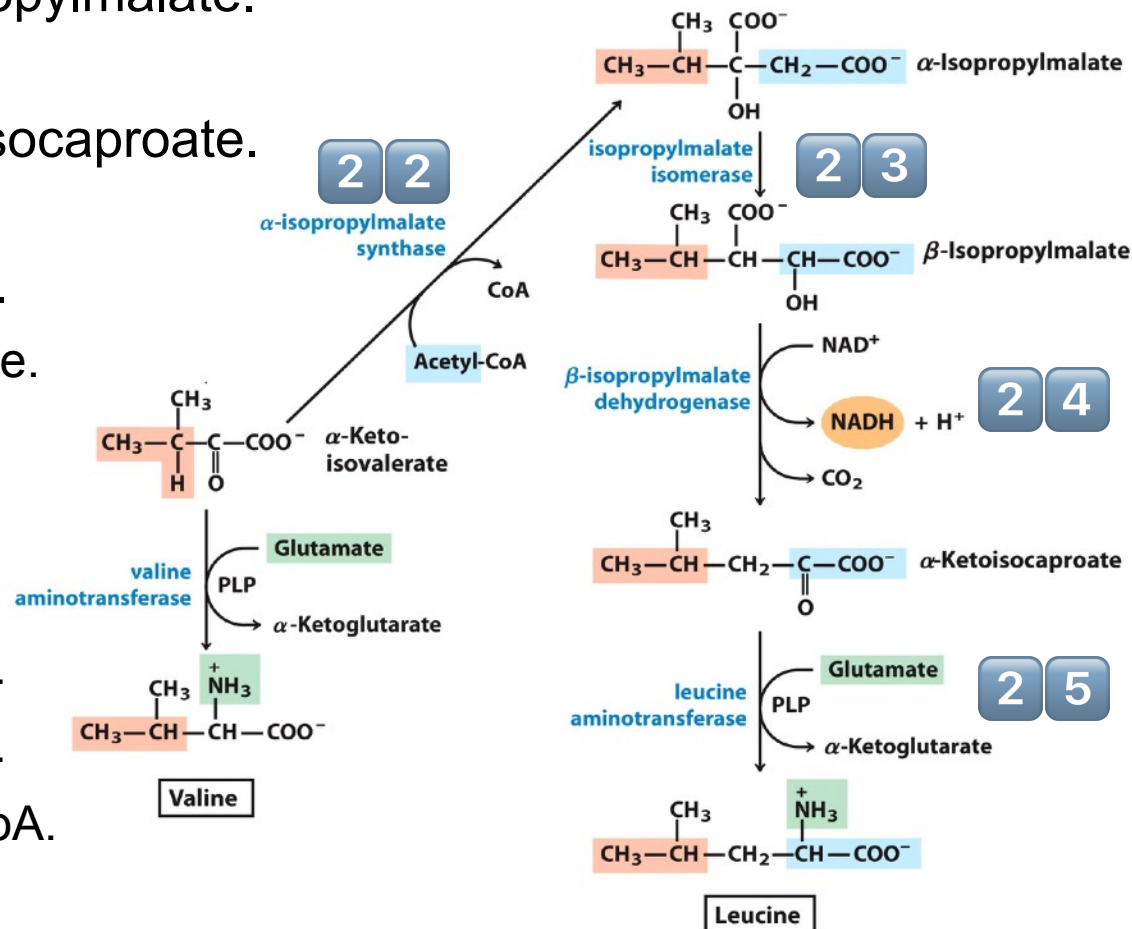 opylmalate.
socaproate.
.
e.
.
.
oA.
CH₃ COO⁻
CH₃—CH—C—CH₂—COO⁻ α-Isopropylmalate
OH
isopropylmalate
isomerase
2 3
CH₃ COO⁻
CH₃—CH—CH—CH—COO⁻ β-Isopropylmalate
OH
2 2
α-isopropylmalate
synthase
CoA
Acetyl-CoA
NAD⁺
β-isopropylmalate
dehydrogenase
NADH + H⁺
2 4
CO₂
CH₃
CH₃—C—C—COO⁻
H O
α-Keto-
isovalerate
Glutamate
valine
aminotransferase
PLP
α-Ketoglutarate
+
CH₃ NH₃
CH₃—CH—CH—COO⁻
Valine
CH₃
CH₃—CH—CH₂—C—COO⁻ α-Ketoisocaproate
O
Glutamate
2 5
leucine
aminotransferase
PLP
α-Ketoglutarate
+
CH₃ NH₃
CH₃—CH—CH₂—CH—COO⁻
Leucine